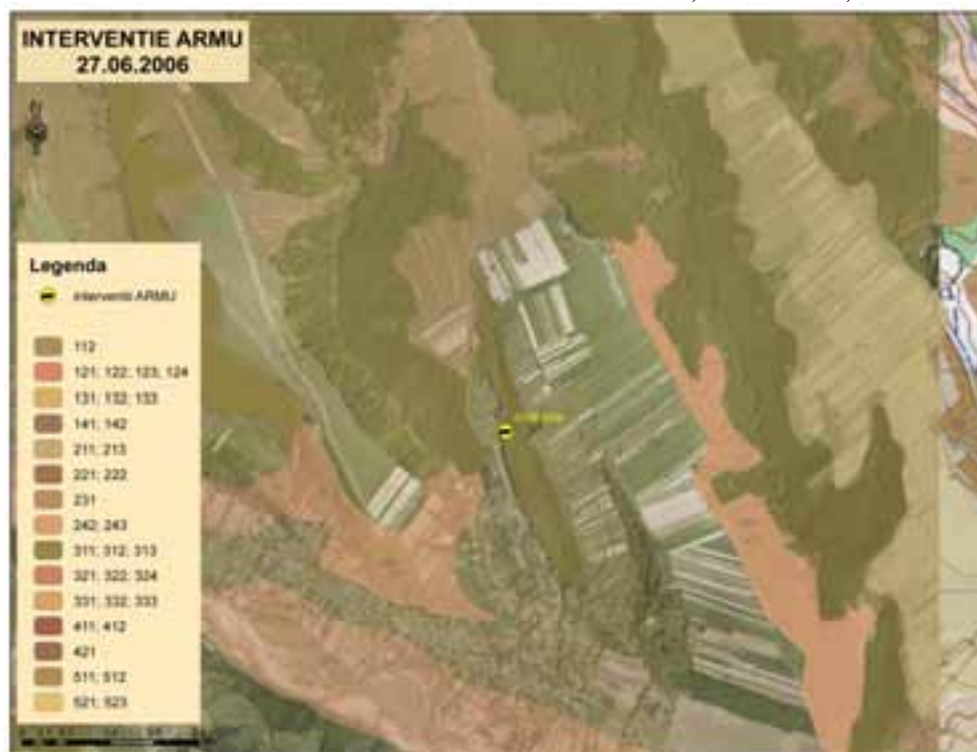 INTERVENTIE ARMU
27.06.2006
Legenda
interventii ARMU
112
121; 122; 123; 124
131; 132; 133
141; 142
211; 213
221; 222
231
242; 243
311; 312; 313
321; 322; 324
331; 332; 333
411; 412
421
511; 512
521; 523